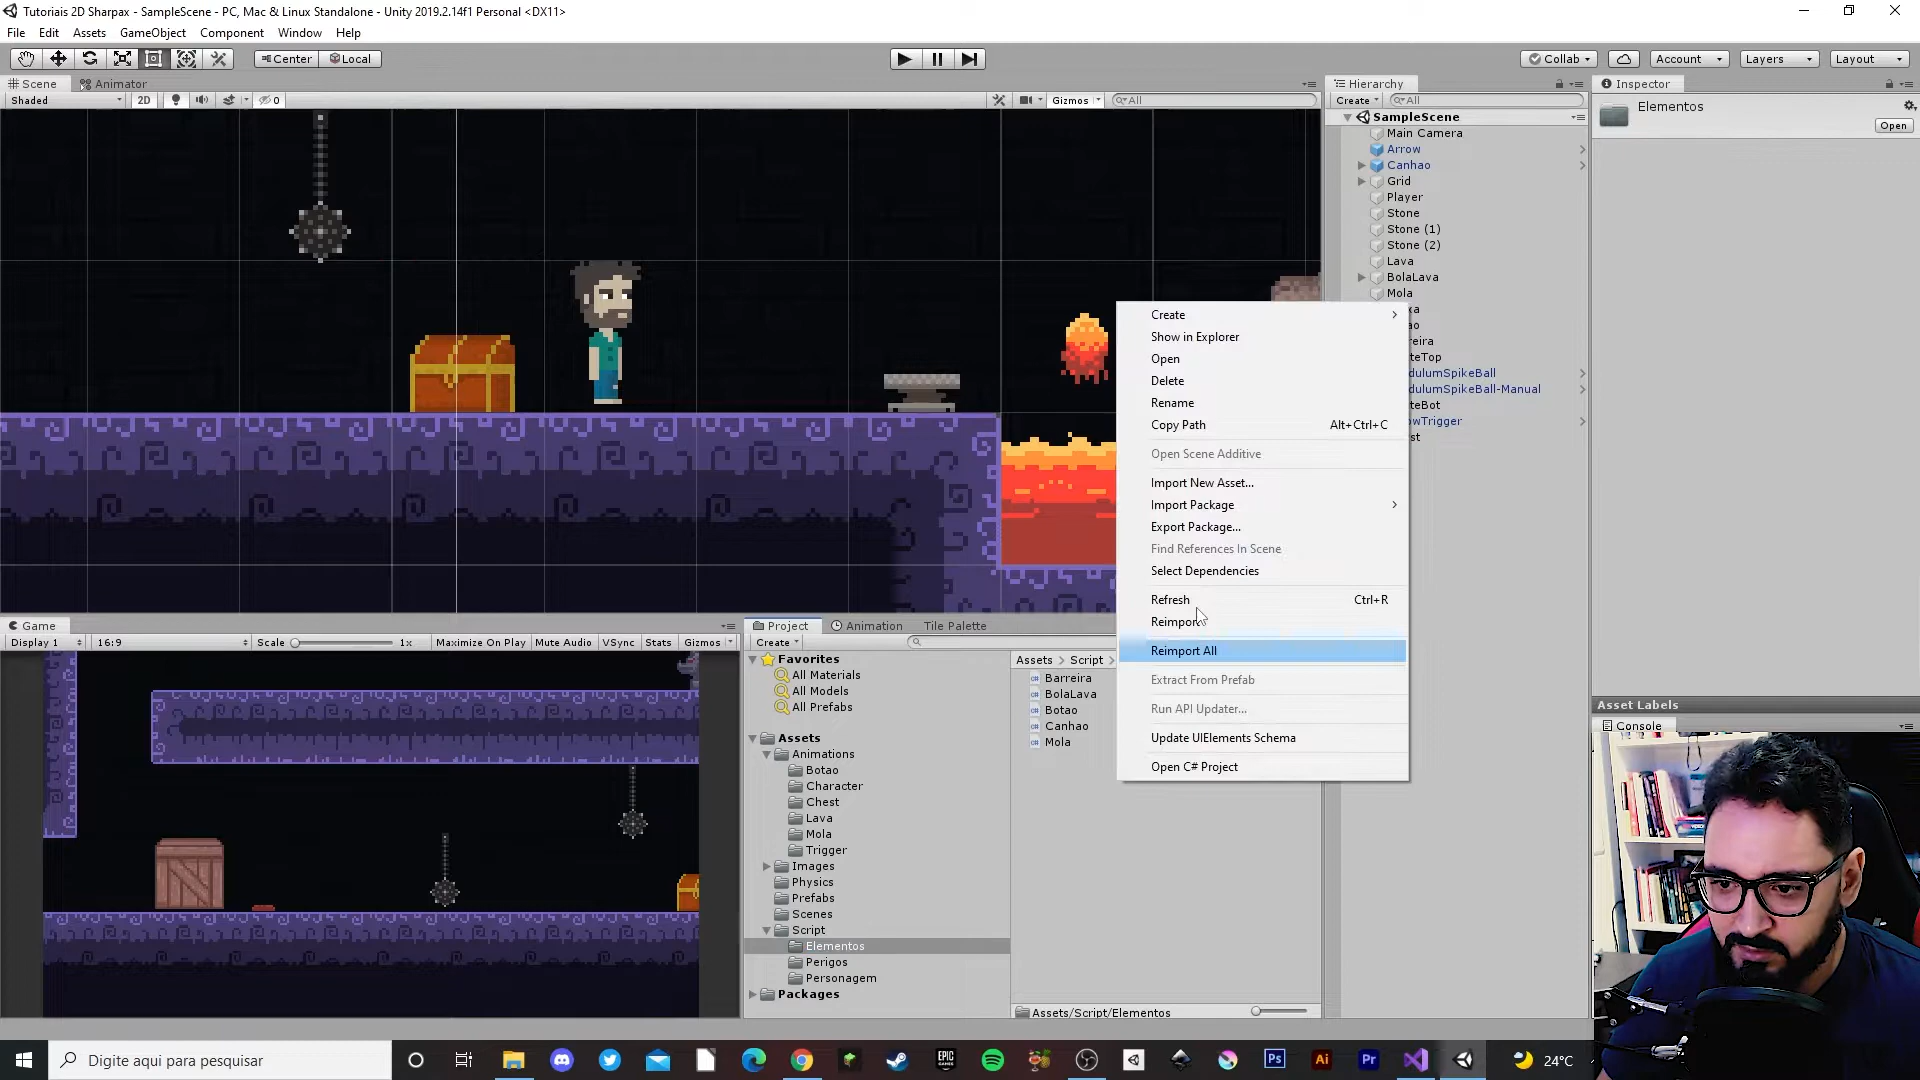 Tutoriais 2D Sharpax - SampleScene - PC, Mac & Linux Standalone - Unity 2019.2.14f1 Personal <DX11>
File Edit Assets GameObject Component Window Help
Center Local
Collab Account Layers Layout
Scene Animator
Shaded 2D 0 Gizmos All
Hierarchy
Create All
SampleScene
Main Camera
Arrow
Canhao
Grid
Player
Stone
Stone (1)
Stone (2)
Lava
BolaLava
Mola
Inspector
Elementos
Open
Asset Labels
Console
Create
Show in Explorer
Open
Delete
Rename
Copy Path Alt+Ctrl+C
Open Scene Additive
Import New Asset...
Import Package
Export Package...
Find References In Scene
Select Dependencies
Refresh Ctrl+R
Reimport
Reimport All
Extract From Prefab
Run API Updater...
Update UIElements Schema
Open C# Project
Game
Display 1 16:9 Scale 1x Maximize On Play Mute Audio VSync Stats Gizmos
Project Animation Tile Palette
Create
Favorites
All Materials
All Models
All Prefabs
Assets
Animations
Botao
Character
Chest
Lava
Mola
Trigger
Images
Physics
Prefabs
Scenes
Script
Elementos
Perigos
Personagem
Packages
Assets > Script >
Barreira
BolaLava
Botao
Canhao
Mola
Assets/Script/Elementos
Digite aqui para pesquisar
24°C